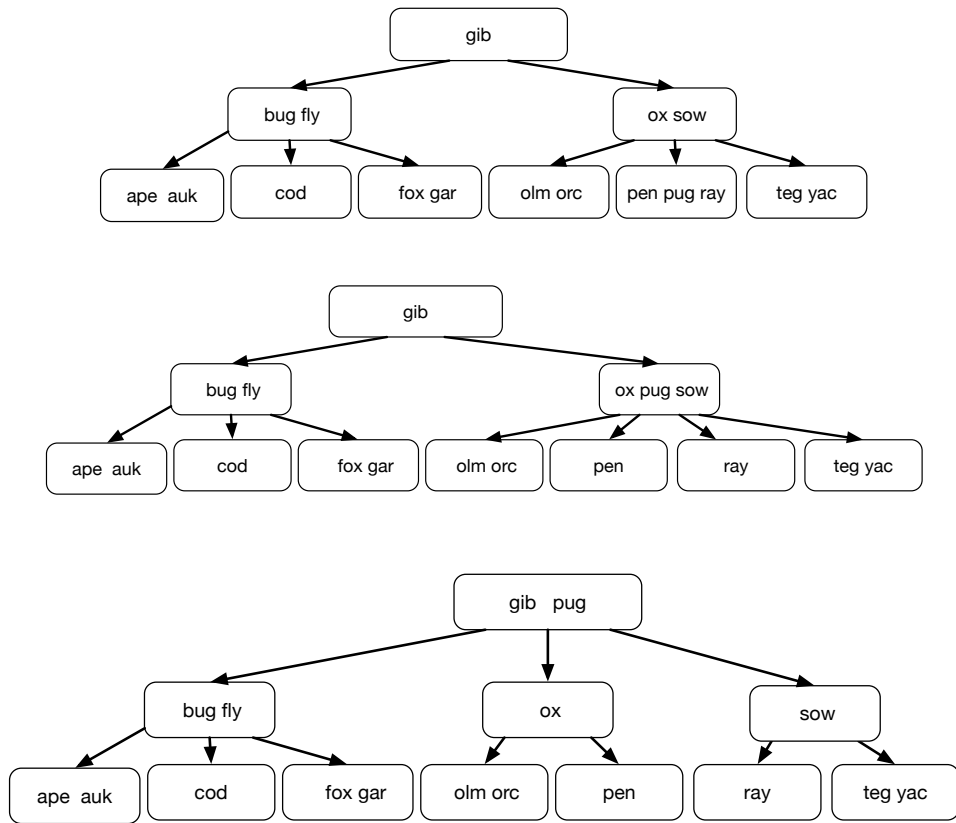 gib
bug fly ox sow
ape auk cod fox gar olm orc pen pug ray teg yac
gib
bug fly ox pug sow
ape auk cod fox gar olm orc pen ray teg yac
gib pug
bug fly ox sow
ape auk cod fox gar olm orc pen ray teg yac